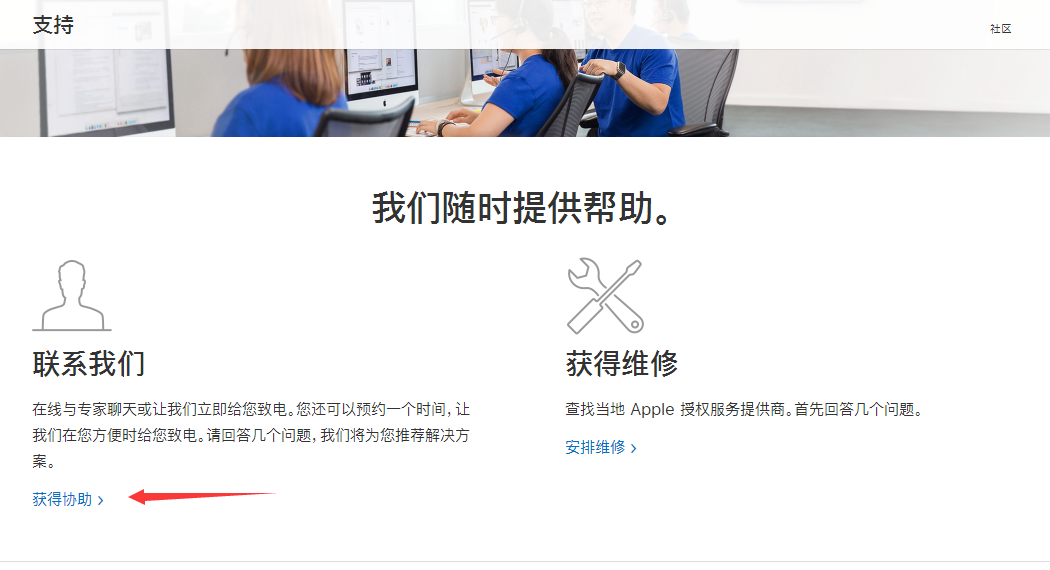 支持
社区
我们随时提供帮助。
联系我们
在线与专家聊天或让我们立即给您致电。您还可以预约一个时间，让
我们在您方便时给您致电。请回答几个问题，我们将为您推荐解决方
案。
获得协助 ›
获得维修
查找当地 Apple 授权服务提供商。首先回答几个问题。
安排维修 ›